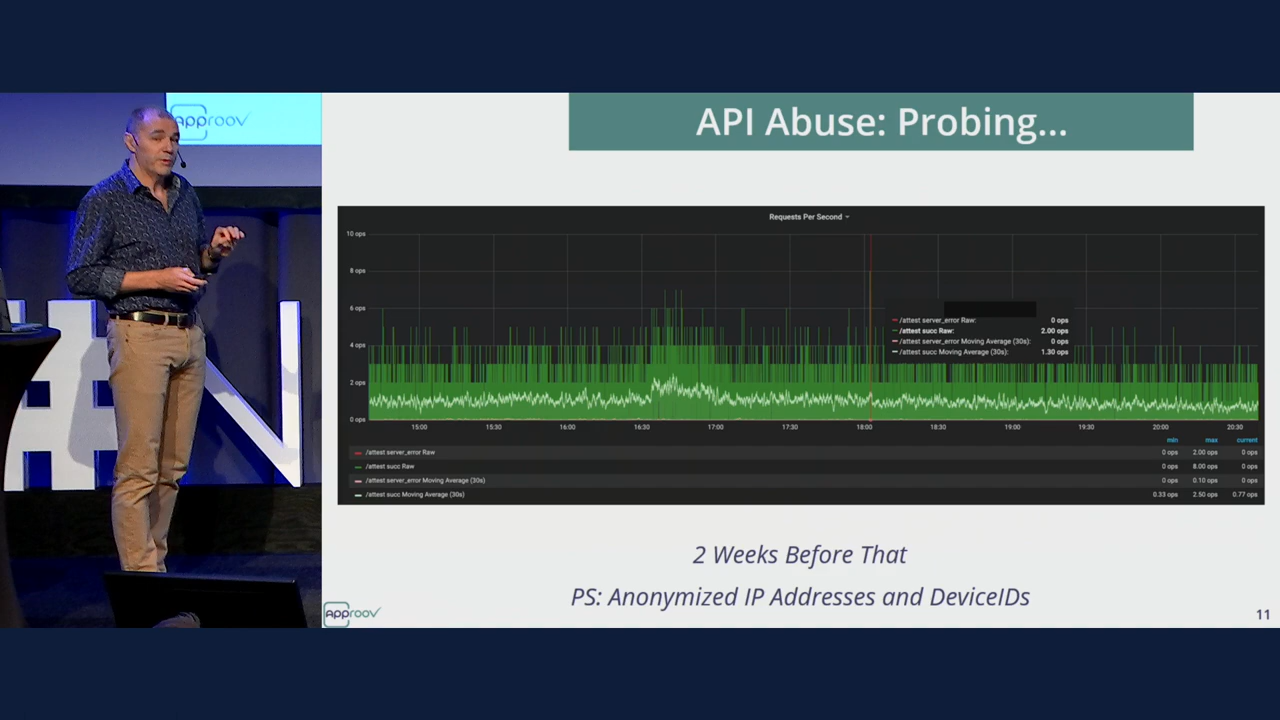 approov
#N
API Abuse: Probing...
Requests Per Second
10 ops
8 ops
6 ops
4 ops
2 ops
0 ops
15:00 15:30 16:00 16:30 17:00 17:30 18:00 18:30 19:00 19:30 20:00 20:30
/attest server_error Raw: 0 ops
/attest succ Raw: 2.00 ops
/attest server_error Moving Average (30s): 0 ops
/attest succ Moving Average (30s): 1.30 ops
min max current
/attest server_error Raw 0 ops 2.00 ops 0 ops
/attest succ Raw 0 ops 8.00 ops 0 ops
/attest server_error Moving Average (30s) 0 ops 0.10 ops 0 ops
/attest succ Moving Average (30s) 0.33 ops 2.50 ops 0.77 ops
2 Weeks Before That
PS: Anonymized IP Addresses and DeviceIDs
approov
11